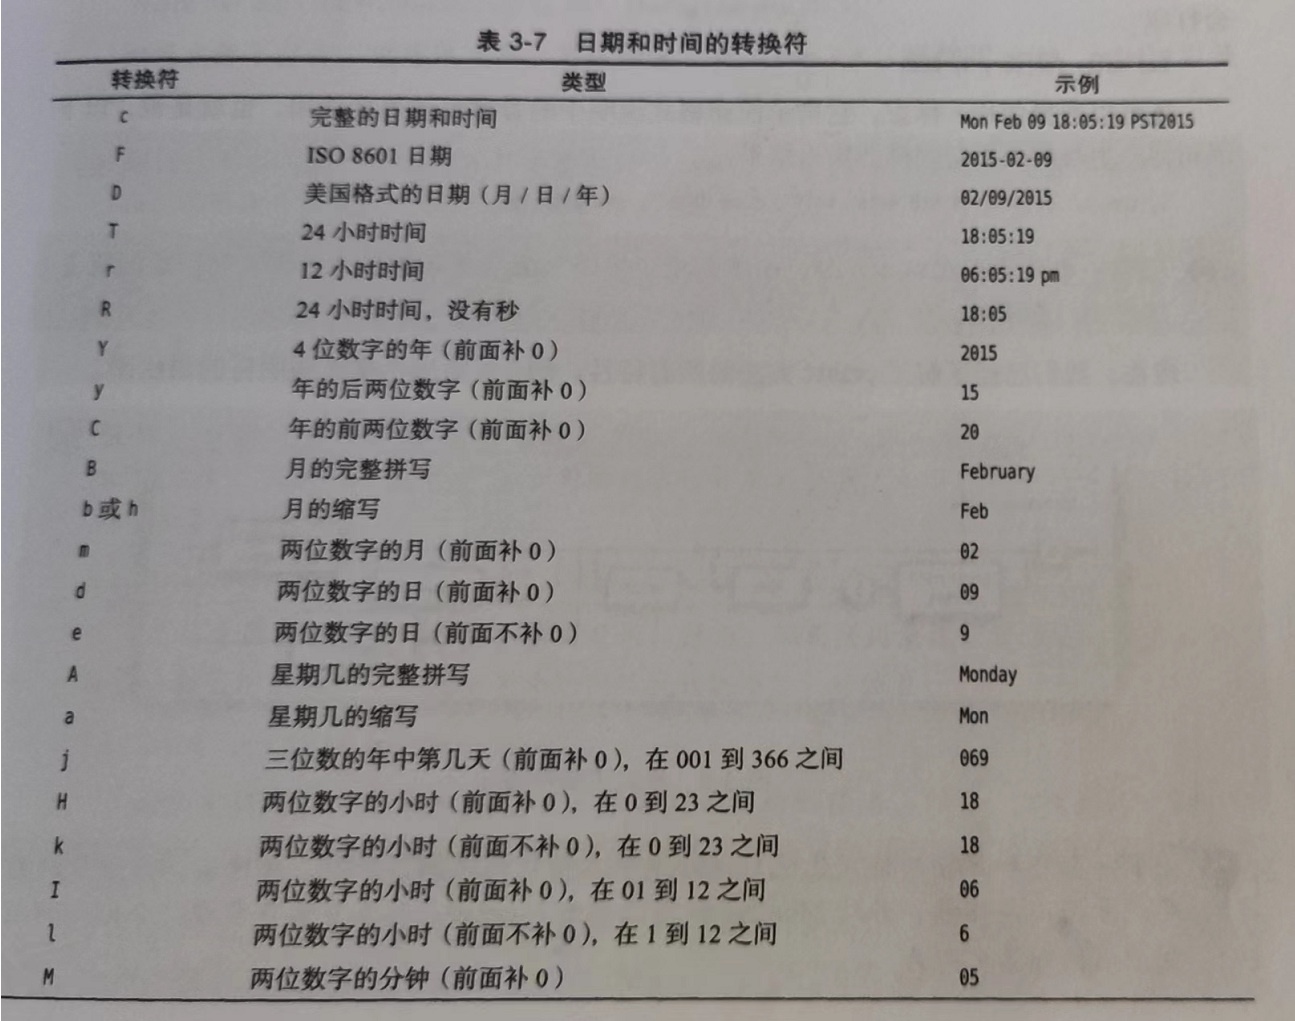 表 3-7 日期和时间的转换符
转换符 类型 示例
c 完整的日期和时间 Mon Feb 09 18:05:19 PST2015
F ISO 8601 日期 2015-02-09
D 美国格式的日期（月 / 日 / 年） 02/09/2015
T 24 小时时间 18:05:19
r 12 小时时间 06:05:19 pm
R 24 小时时间，没有秒 18:05
Y 4 位数字的年（前面补 0） 2015
y 年的后两位数字（前面补 0） 15
C 年的前两位数字（前面补 0） 20
B 月的完整拼写 February
b 或 h 月的缩写 Feb
m 两位数字的月（前面补 0） 02
d 两位数字的日（前面补 0） 09
e 两位数字的日（前面不补 0） 9
A 星期几的完整拼写 Monday
a 星期几的缩写 Mon
j 三位数的年中第几天（前面补 0），在 001 到 366 之间 069
H 两位数字的小时（前面补 0），在 0 到 23 之间 18
k 两位数字的小时（前面不补 0），在 0 到 23 之间 18
I 两位数字的小时（前面补 0），在 01 到 12 之间 06
l 两位数字的小时（前面不补 0），在 1 到 12 之间 6
M 两位数字的分钟（前面补 0） 05